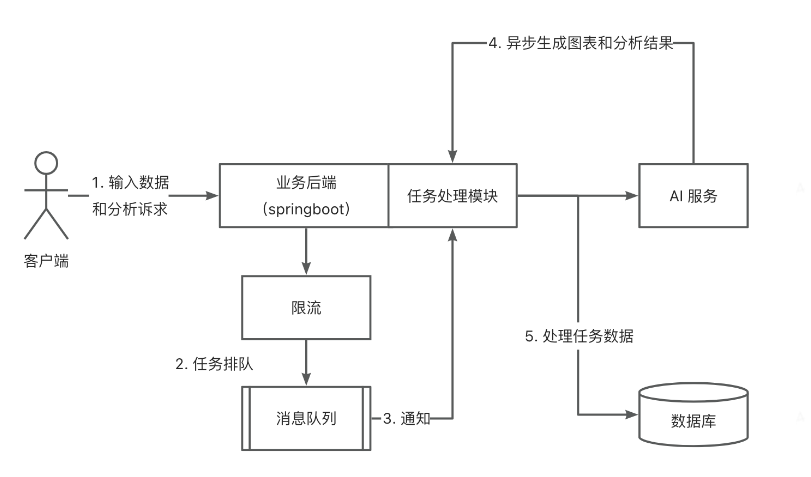 4. 异步生成图表和分析结果
1. 输入数据
和分析诉求
业务后端
（springboot）
任务处理模块
AI 服务
客户端
限流
5. 处理任务数据
2. 任务排队
消息队列
3. 通知
数据库